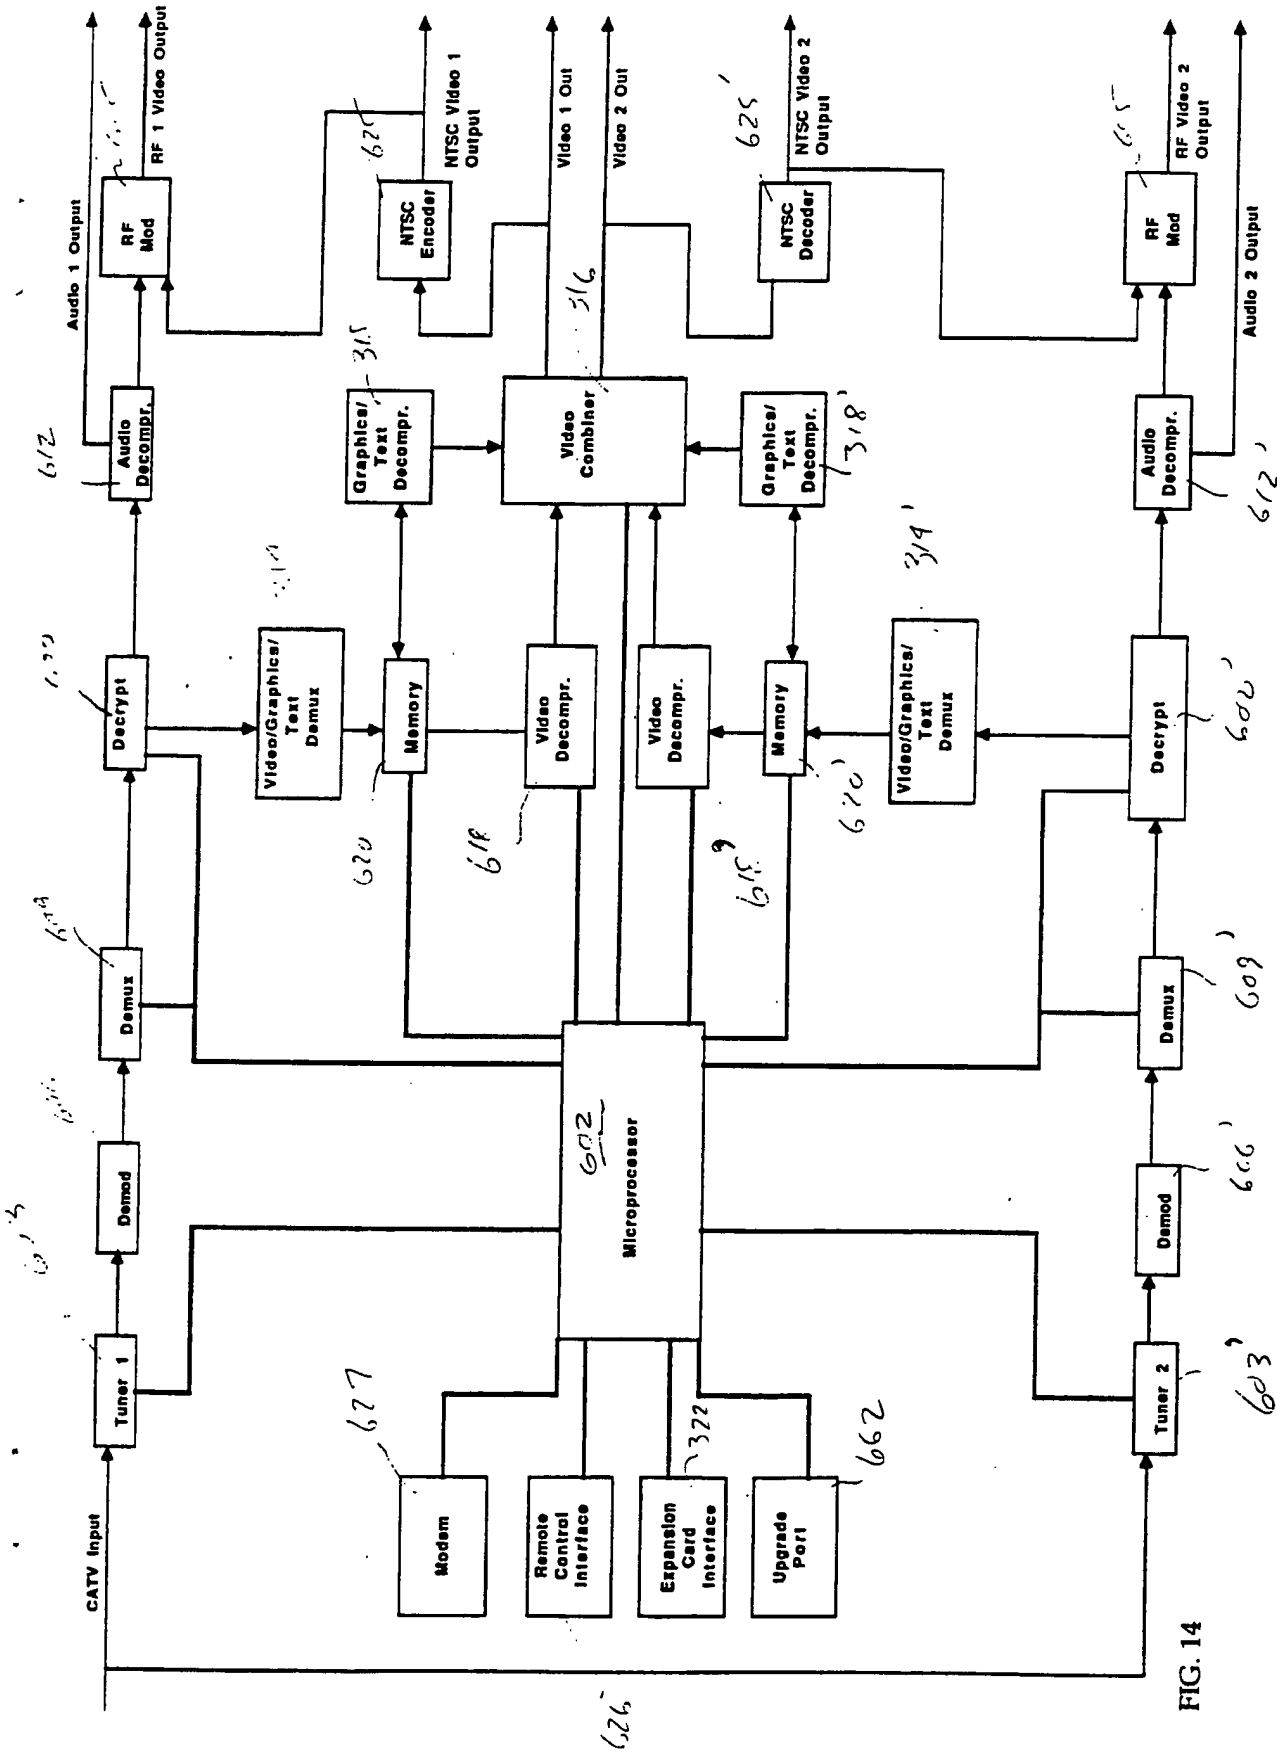 CATV Input
Tuner 1
Demod
Demux
Decrypt
Audio
Decompr.
612
Audio 1 Output
RF
Mod
RF 1 Video Output
Video/Graphics/
Text
Demux
Memory
620
Graphics/
Text
Decompr.
315
NTSC
Encoder
NTSC Video 1
Output
Video
Decompr.
618
Video
Combiner
316
Video 1 Out
Video 2 Out
Video
Decompr.
618'
Memory
620'
Graphics/
Text
Decompr.
318'
NTSC
Decoder
625'
NTSC Video 2
Output
Video/Graphics/
Text
Demux
314'
Modem
627
Remote
Control
Interface
Expansion
Card
Interface
322
Upgrade
Port
662
Microprocessor
602
626'
Tuner 2
603'
Demod
606'
Demux
609'
Decrypt
600'
Audio
Decompr.
612'
RF
Mod
RF Video 2
Output
Audio 2 Output
FIG. 14